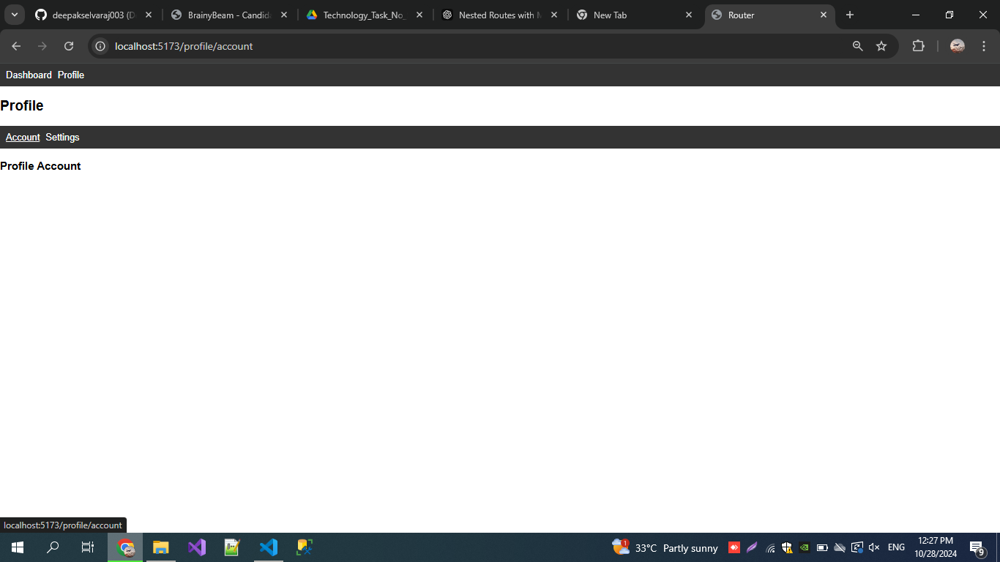 deepakselvaraj003 (D
BrainyBeam - Candida
Technology_Task_No_
Nested Routes with M
New Tab
Router
localhost:5173/profile/account
Dashboard Profile
Profile
Account Settings
Profile Account
localhost:5173/profile/account
1
33°C Partly sunny
ENG
12:27 PM
10/28/2024
9